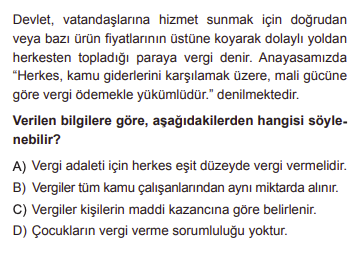 Devlet, vatandaşlarına hizmet sunmak için doğrudan
veya bazı ürün fiyatlarının üstüne koyarak dolaylı yoldan
herkesten topladığı paraya vergi denir. Anayasamızda
“Herkes, kamu giderlerini karşılamak üzere, mali gücüne
göre vergi ödemekle yükümlüdür.” denilmektedir.
Verilen bilgilere göre, aşağıdakilerden hangisi söyle-
nebilir?
A) Vergi adaleti için herkes eşit düzeyde vergi vermelidir.
B) Vergiler tüm kamu çalışanlarından aynı miktarda alınır.
C) Vergiler kişilerin maddi kazancına göre belirlenir.
D) Çocukların vergi verme sorumluluğu yoktur.